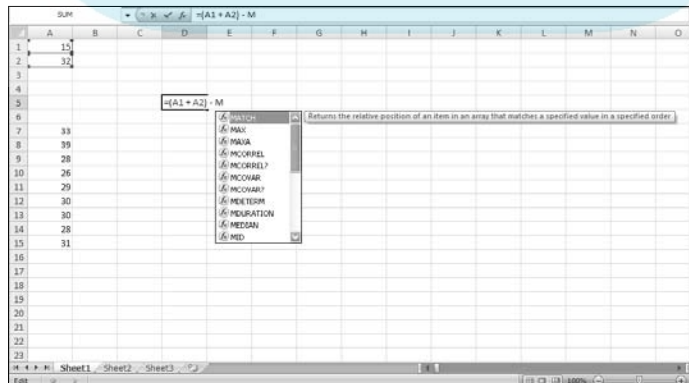 SUM =(A1 + A2) - M
A B C D E F G H I J K L M N O
1 15
2 32
3
4
5 =(A1 + A2) - M
6 MATCH Returns the relative position of an item in an array that matches a specified value in a specified order
MAX
7 33
8 39 MAXA
MCORREL
9 28
MCORREL?
10 26
MCOVAR
11 29 MCOVAR?
12 30 MDETERM
13 30 MDURATION
14 28 MEDIAN
15 31 MID
16
17
18
19
20
21
22
23
Sheet1 Sheet2 Sheet3
Edit 100%